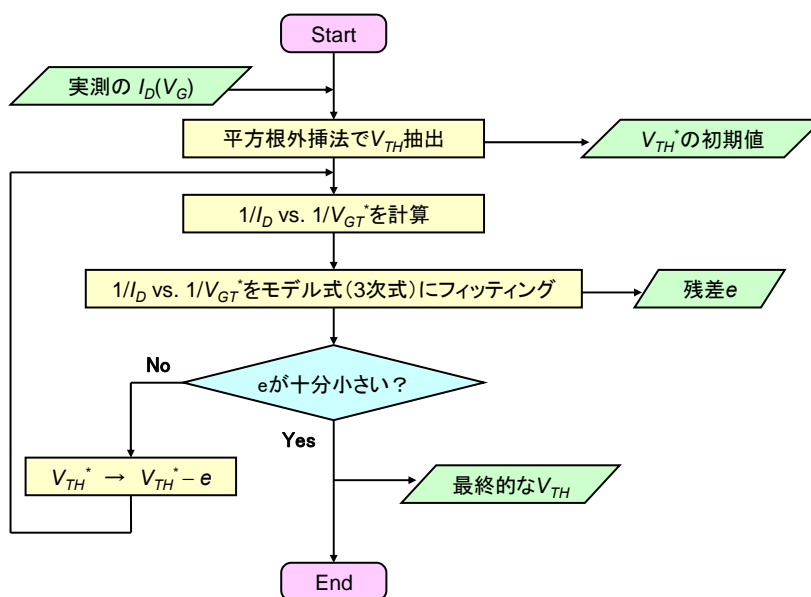 Start
実測の I_D(V_G)
平方根外挿法でV_TH抽出
V_TH*の初期値
1/I_D vs. 1/V_GT*を計算
1/I_D vs. 1/V_GT*をモデル式(3次式)にフィッティング
残差e
No
eが十分小さい？
Yes
V_TH* → V_TH* – e
最終的なV_TH
End